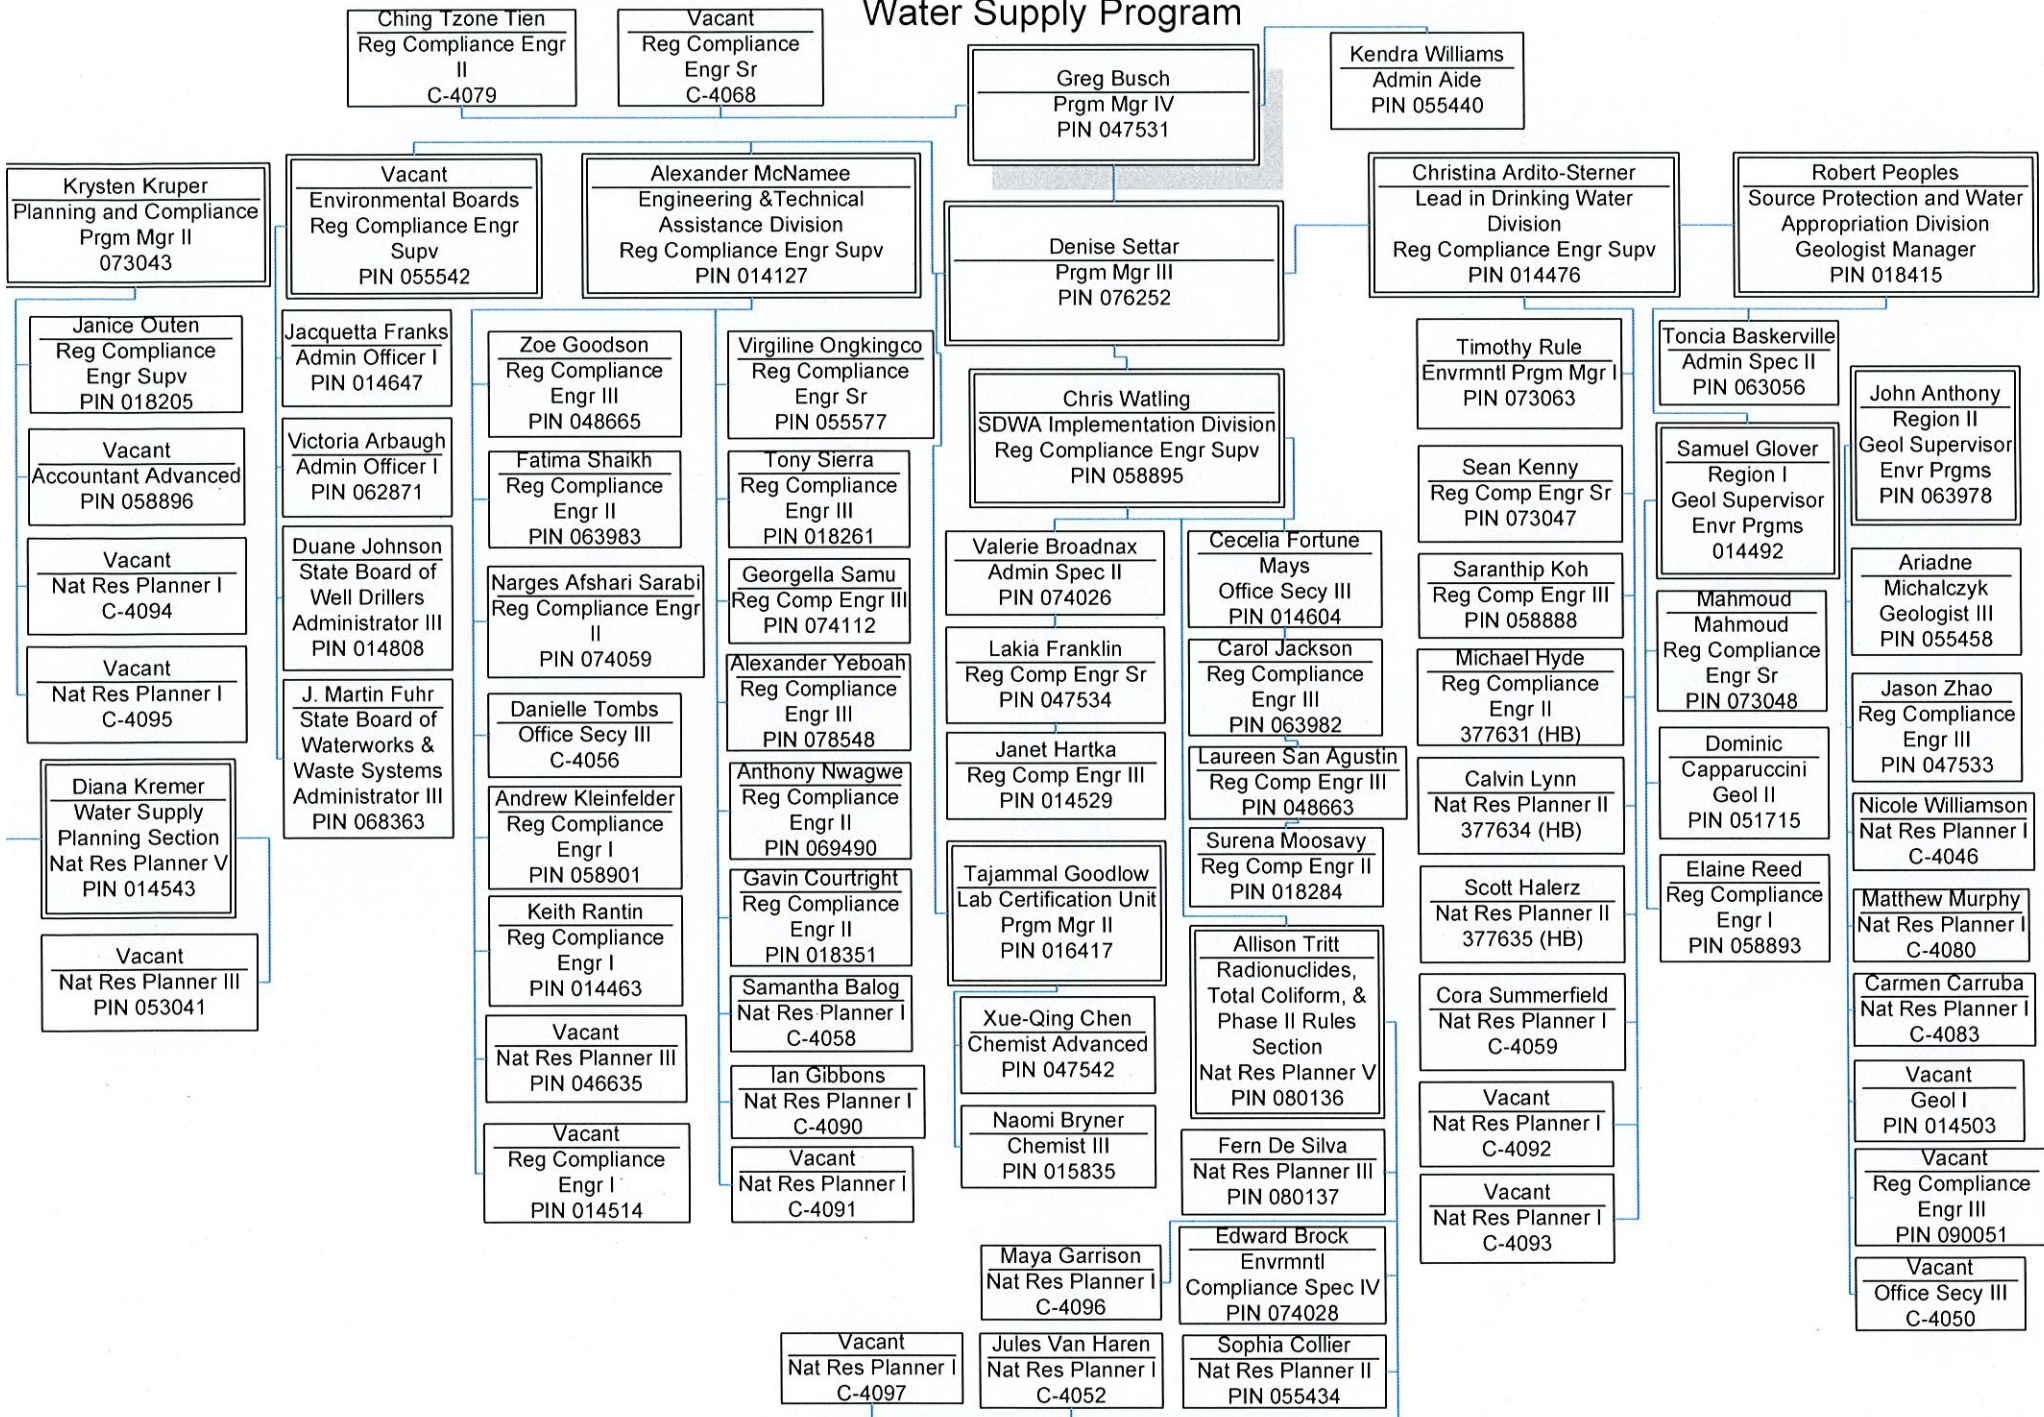 Water Supply Program
Ching Tzone Tien
Reg Compliance Engr
II
C-4079
Vacant
Reg Compliance
Engr Sr
C-4068
Greg Busch
Prgm Mgr IV
PIN 047531
Kendra Williams
Admin Aide
PIN 055440
Krysten Kruper
Planning and Compliance
Prgm Mgr II
073043
Vacant
Environmental Boards
Reg Compliance Engr
Supv
PIN 055542
Alexander McNamee
Engineering &Technical
Assistance Division
Reg Compliance Engr Supv
PIN 014127
Denise Settar
Prgm Mgr III
PIN 076252
Christina Ardito-Sterner
Lead in Drinking Water
Division
Reg Compliance Engr Supv
PIN 014476
Robert Peoples
Source Protection and Water
Appropriation Division
Geologist Manager
PIN 018415
Janice Outen
Reg Compliance
Engr Supv
PIN 018205
Vacant
Accountant Advanced
PIN 058896
Vacant
Nat Res Planner I
C-4094
Vacant
Nat Res Planner I
C-4095
Diana Kremer
Water Supply
Planning Section
Nat Res Planner V
PIN 014543
Vacant
Nat Res Planner III
PIN 053041
Jacquetta Franks
Admin Officer I
PIN 014647
Victoria Arbaugh
Admin Officer I
PIN 062871
Duane Johnson
State Board of
Well Drillers
Administrator III
PIN 014808
J. Martin Fuhr
State Board of
Waterworks &
Waste Systems
Administrator III
PIN 068363
Zoe Goodson
Reg Compliance
Engr III
PIN 048665
Fatima Shaikh
Reg Compliance
Engr II
PIN 063983
Narges Afshari Sarabi
Reg Compliance Engr
II
PIN 074059
Danielle Tombs
Office Secy III
C-4056
Andrew Kleinfelder
Reg Compliance
Engr I
PIN 058901
Keith Rantin
Reg Compliance
Engr I
PIN 014463
Vacant
Nat Res Planner III
PIN 046635
Vacant
Reg Compliance
Engr I
PIN 014514
Virgiline Ongkingco
Reg Compliance
Engr Sr
PIN 055577
Tony Sierra
Reg Compliance
Engr III
PIN 018261
Georgella Samu
Reg Comp Engr III
PIN 074112
Alexander Yeboah
Reg Compliance
Engr III
PIN 078548
Anthony Nwagwe
Reg Compliance
Engr II
PIN 069490
Gavin Courtright
Reg Compliance
Engr II
PIN 018351
Samantha Balog
Nat Res Planner I
C-4058
Ian Gibbons
Nat Res Planner I
C-4090
Vacant
Nat Res Planner I
C-4091
Chris Watling
SDWA Implementation Division
Reg Compliance Engr Supv
PIN 058895
Valerie Broadnax
Admin Spec II
PIN 074026
Lakia Franklin
Reg Comp Engr Sr
PIN 047534
Janet Hartka
Reg Comp Engr III
PIN 014529
Tajammal Goodlow
Lab Certification Unit
Prgm Mgr II
PIN 016417
Xue-Qing Chen
Chemist Advanced
PIN 047542
Naomi Bryner
Chemist III
PIN 015835
Cecelia Fortune
Mays
Office Secy III
PIN 014604
Carol Jackson
Reg Compliance
Engr III
PIN 063982
Laureen San Agustin
Reg Comp Engr III
PIN 048663
Surena Moosavy
Reg Comp Engr II
PIN 018284
Allison Tritt
Radionuclides,
Total Coliform, &
Phase II Rules
Section
Nat Res Planner V
PIN 080136
Fern De Silva
Nat Res Planner III
PIN 080137
Edward Brock
Envrmntl
Compliance Spec IV
PIN 074028
Sophia Collier
Nat Res Planner II
PIN 055434
Maya Garrison
Nat Res Planner I
C-4096
Jules Van Haren
Nat Res Planner I
C-4052
Vacant
Nat Res Planner I
C-4097
Timothy Rule
Envrmntl Prgm Mgr I
PIN 073063
Sean Kenny
Reg Comp Engr Sr
PIN 073047
Saranthip Koh
Reg Comp Engr III
PIN 058888
Michael Hyde
Reg Compliance
Engr II
377631 (HB)
Calvin Lynn
Nat Res Planner II
377634 (HB)
Scott Halerz
Nat Res Planner II
377635 (HB)
Cora Summerfield
Nat Res Planner I
C-4059
Vacant
Nat Res Planner I
C-4092
Vacant
Nat Res Planner I
C-4093
Toncia Baskerville
Admin Spec II
PIN 063056
Samuel Glover
Region I
Geol Supervisor
Envr Prgms
014492
Mahmoud
Mahmoud
Reg Compliance
Engr Sr
PIN 073048
Dominic
Capparuccini
Geol II
PIN 051715
Elaine Reed
Reg Compliance
Engr I
PIN 058893
John Anthony
Region II
Geol Supervisor
Envr Prgms
PIN 063978
Ariadne
Michalczyk
Geologist III
PIN 055458
Jason Zhao
Reg Compliance
Engr III
PIN 047533
Nicole Williamson
Nat Res Planner I
C-4046
Matthew Murphy
Nat Res Planner I
C-4080
Carmen Carruba
Nat Res Planner I
C-4083
Vacant
Geol I
PIN 014503
Vacant
Reg Compliance
Engr III
PIN 090051
Vacant
Office Secy III
C-4050